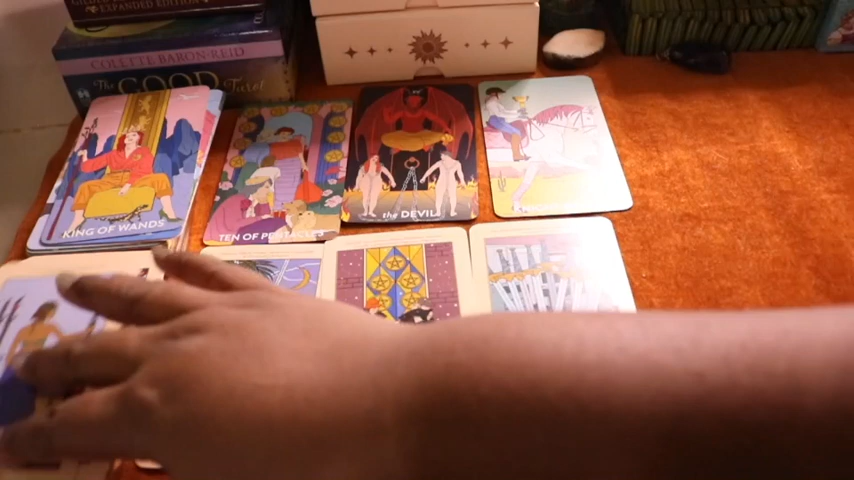 EXPANDED EDITION
COLETTE BARON-REID
The GOOD Tarot
KING OF WANDS
TEN OF PENTACLES
the DEVIL